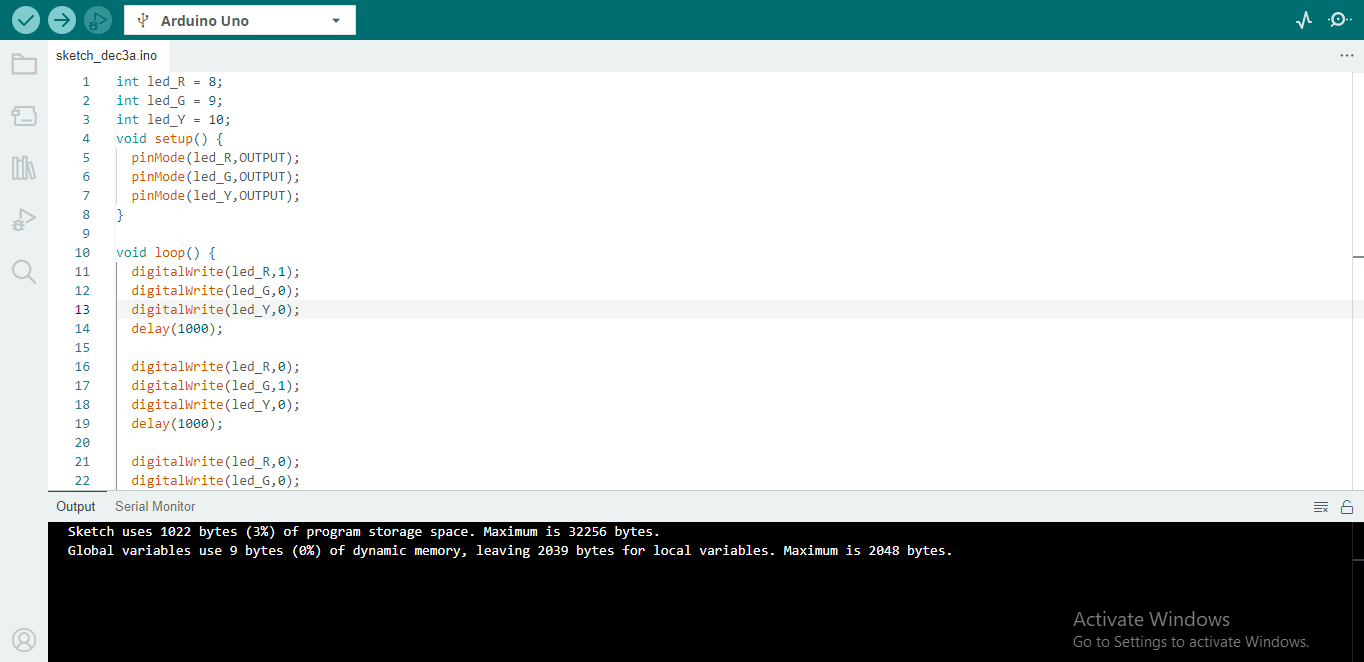 Arduino Uno
sketch_dec3a.ino
...
1 int led_R = 8;
2 int led_G = 9;
3 int led_Y = 10;
4 void setup() {
5   pinMode(led_R,OUTPUT);
6   pinMode(led_G,OUTPUT);
7   pinMode(led_Y,OUTPUT);
8 }
9
10 void loop() {
11   digitalWrite(led_R,1);
12   digitalWrite(led_G,0);
13   digitalWrite(led_Y,0);
14   delay(1000);
15
16   digitalWrite(led_R,0);
17   digitalWrite(led_G,1);
18   digitalWrite(led_Y,0);
19   delay(1000);
20
21   digitalWrite(led_R,0);
22   digitalWrite(led_G,0);
Output Serial Monitor
Sketch uses 1022 bytes (3%) of program storage space. Maximum is 32256 bytes.
Global variables use 9 bytes (0%) of dynamic memory, leaving 2039 bytes for local variables. Maximum is 2048 bytes.
Activate Windows
Go to Settings to activate Windows.